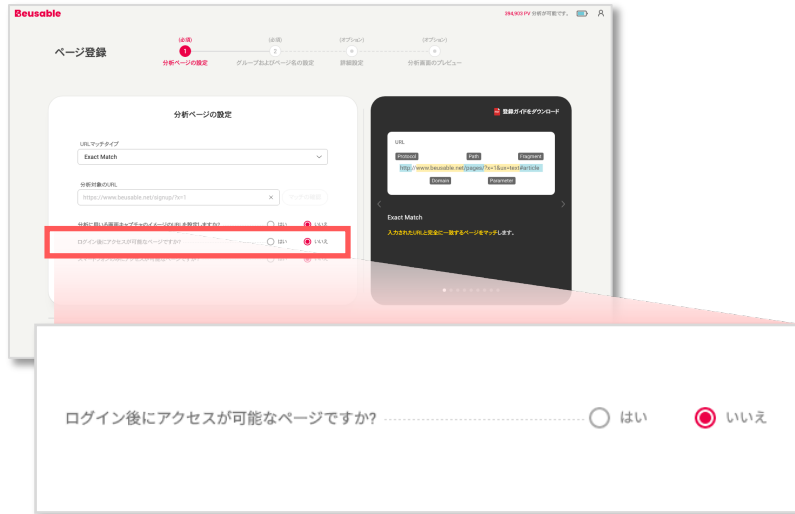 Beusable
394,903 PV 分析が可能です。
ページ登録
(必須)
1
分析ページの設定
(必須)
2
グループおよびページ名の設定
(オプション)
詳細設定
(オプション)
分析画面のプレビュー
分析ページの設定
URLマッチタイプ
Exact Match
分析対象のURL
https://www.beusable.net/signup/?x=1
×
分析に用いる画面キャプチャのイメージのURLを指定しますか?
はい
いいえ
ログイン後にアクセスが可能なページですか?
はい
いいえ
登録ガイドをダウンロード
URL
Protocol
Path
Fragment
http://www.beusable.net/pages/?x=1&us=text#article
Domain
Parameter
Exact Match
入力されたURLと完全に一致するページをマッチします。
ログイン後にアクセスが可能なページですか?
はい
いいえ